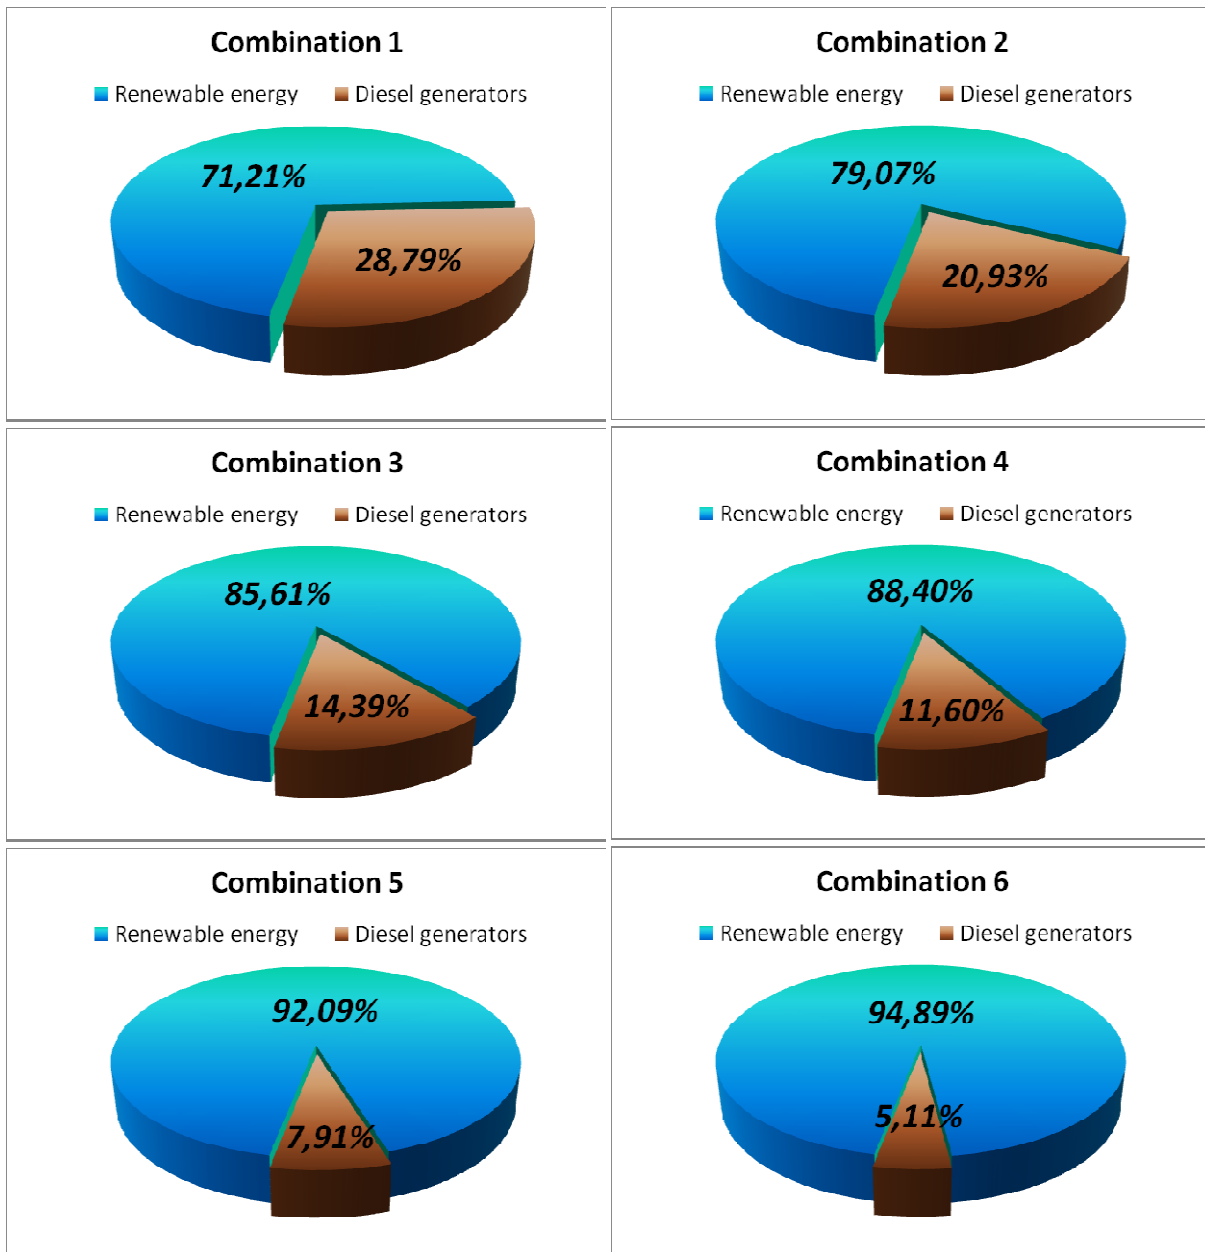 Combination 1
Renewable energy Diesel generators
71,21%
28,79%
Combination 2
Renewable energy Diesel generators
79,07%
20,93%
Combination 3
Renewable energy Diesel generators
85,61%
14,39%
Combination 4
Renewable energy Diesel generators
88,40%
11,60%
Combination 5
Renewable energy Diesel generators
92,09%
7,91%
Combination 6
Renewable energy Diesel generators
94,89%
5,11%